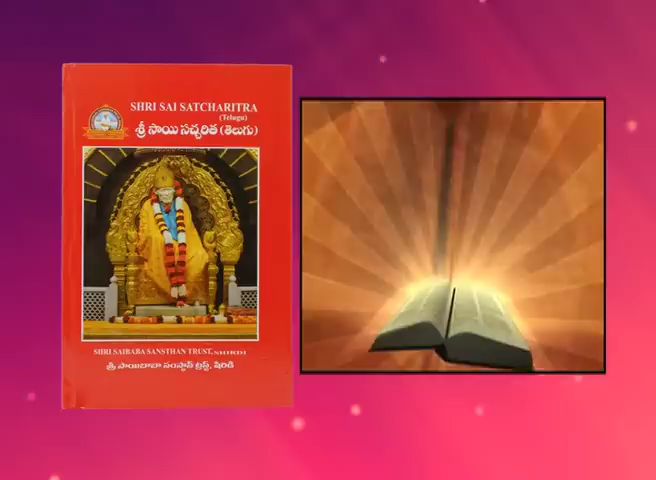 SHRI SAI SATCHARITRA
(Telugu)
శ్రీ సాయి సచ్చరిత (తెలుగు)
SHRI SAIBABA SANSTHAN TRUST, SHIRDI
శ్రీ సాయిబాబా సంస్థాన్ ట్రస్ట్, షిరిడి